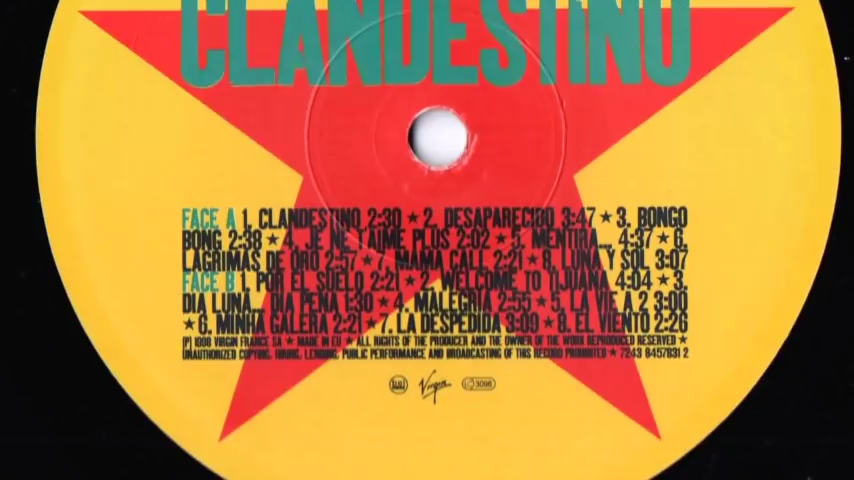 CLANDESTINO
FACE A 1. CLANDESTINO 2:30 ★ 2. DESAPARECIDO 3:47 ★ 3. BONGO
BONG 2:38 ★ 4. JE NE T'AIME PLUS 2:02 ★ 5. MENTIRA... 4:37 ★ 6.
LAGRIMAS DE ORO 2:57 ★ 7. MAMA CALL 2:21 ★ 8. LUNA Y SOL 3:07
FACE B 1. POR EL SUELO 2:21 ★ 2. WELCOME TO TIJUANA 4:04 ★ 3.
DIA LUNA... DIA PENA 1:30 ★ 4. MALEGRIA 2:55 ★ 5. LA VIE A 2 3:00
★ 6. MINHA GALERA 2:21 ★ 7. LA DESPEDIDA 3:09 ★ 8. EL VIENTO 2:26
(P) 1998 VIRGIN FRANCE SA ★ MADE IN EU ★ ALL RIGHTS OF THE PRODUCER AND THE OWNER OF THE WORK REPRODUCED RESERVED ★
UNAUTHORIZED COPYING, HIRING, LENDING, PUBLIC PERFORMANCE AND BROADCASTING OF THIS RECORD PROHIBITED ★ 7243 8457831 2
Virgin LC 3098